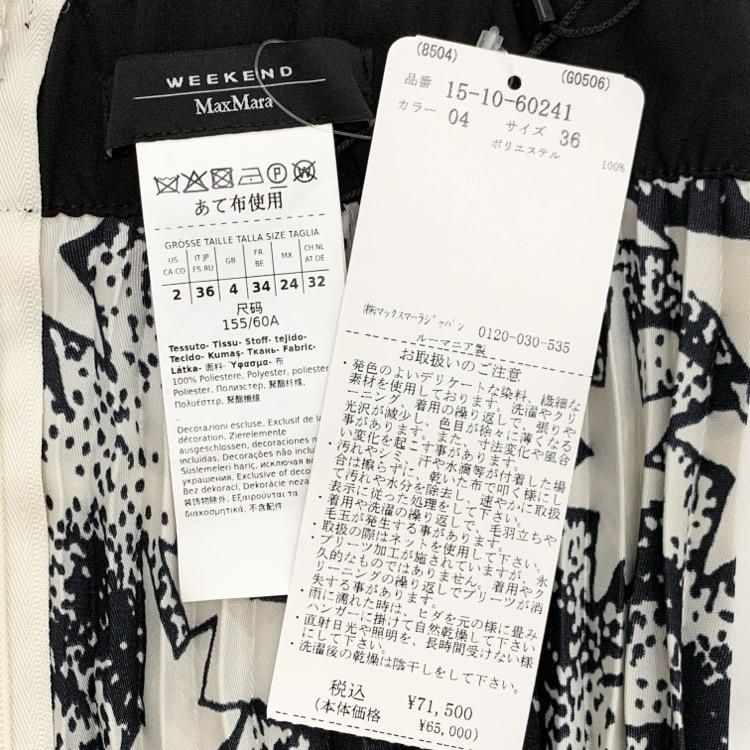 WEEKEND
MaxMara
あて布使用
GRÖSSE TAILLE TALLA SIZE TAGLIA
US CA CO
IT JP ES RU
GB
FR BE
MX
CH NL AT DE
2 36 4 34 24 32
尺码
155/60A
Tessuto- Tissu- Stoff- tejido-
Tecido- Kumaş- Ткань- Fabric-
Látka- 面料- Ύφασμα- 布
100% Poliestere, Polyester, poliester
Poliester, Полиэстер, 聚酯纤维,
Πολυέστερ, 聚酯纖維
Decorazioni escluse. Exclusif de la
décoration, Zierelemente
ausgeschlossen, decoraciones n
incluidas, Decorações não inclui
Süslemeleri hariç, исключая во
украшения. Exclusive of decor
Bez dekoraci, Dekorácie neza
装饰物除外, Εξαιρούνται τα
διακοσμητικά, 不含配件
(8504)
(G0506)
品番 15-10-60241
カラー 04 サイズ 36
ポリエステル 100%
㈱マックスマーラジャパン 0120-030-535
ルーマニア製
お取扱いのご注意
・発色のよいデリケートな染料、繊細な
素材を使用しております。洗濯やクリ
ーニング、着用の繰り返しで、張りや
光沢が減少し、色目が徐々に薄くなる
事があります。また、寸法変化や風合
い変化を起こす事があります。
・汚れやシミ、汗や水滴等が付着した場
合は擦らずに、乾いた布で叩く様にし
て汚れや水分を除去し、速やかに取扱
表示に従った処理をして下さい。
・着用や洗濯の繰り返しで、毛羽立ちや
毛玉が発生する事があります。
・取扱の際はネットを使用して下さい。
・プリーツ加工が施されていますが、永
久的なものではありません。着用やク
リーニングの繰り返しでプリーツが消
失する事があります。
・雨に濡れた時は、ヒダを元の様に畳み
ハンガーに掛けて自然乾燥して下さい
・直射日光や照明を、長時間受けない様
にして下さい。
・洗濯後の乾燥は陰干しをして下さい。
税込 ¥71,500
(本体価格 ¥65,000)